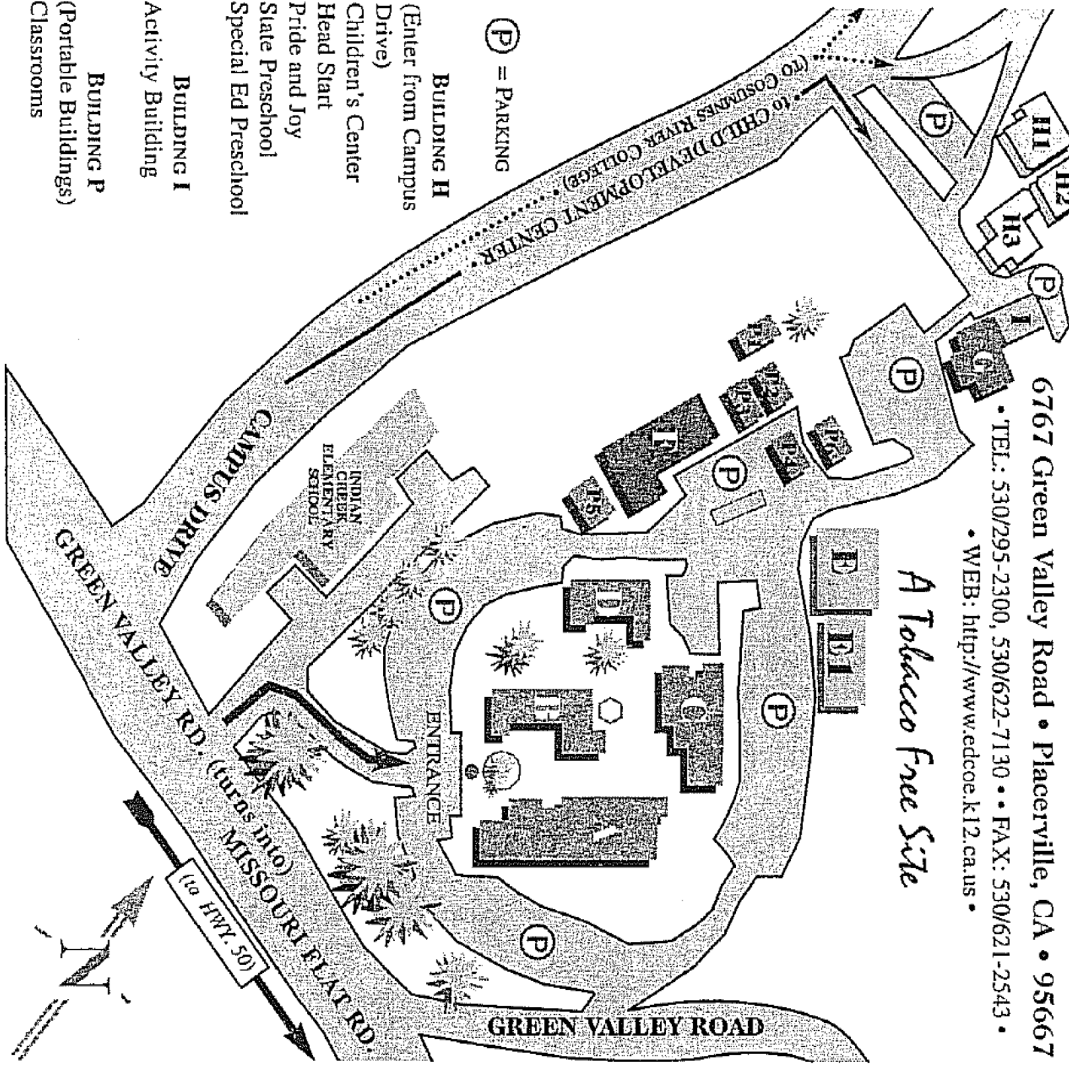 6767 Green Valley Road • Placerville, CA • 95667
• TEL: 530/295-2300, 530/622-7130 • • FAX: 530/621-2543 •
• WEB: http://www.edcoe.k12.ca.us •
A Tobacco Free Site
Ⓟ = PARKING
BUILDING H
(Enter from Campus
Drive)
Children's Center
Head Start
Pride and Joy
State Preschool
Special Ed Preschool
BUILDING I
Activity Building
BUILDING P
(Portable Buildings)
Classrooms
• to CHILD DEVELOPMENT CENTER •
(TO COSUMNES RIVER COLLEGE)
CAMPUS DRIVE
GREEN VALLEY RD. (turns into)
MISSOURI FLAT RD.
(to HWY. 50)
GREEN VALLEY ROAD
INDIAN
CREEK
ELEMENTARY
SCHOOL
ENTRANCE
H1
H2
H3
I
G
P1
P2
P3
P4
P5
E
E1
D
C
A
P
P
P
P
P
P
P
N